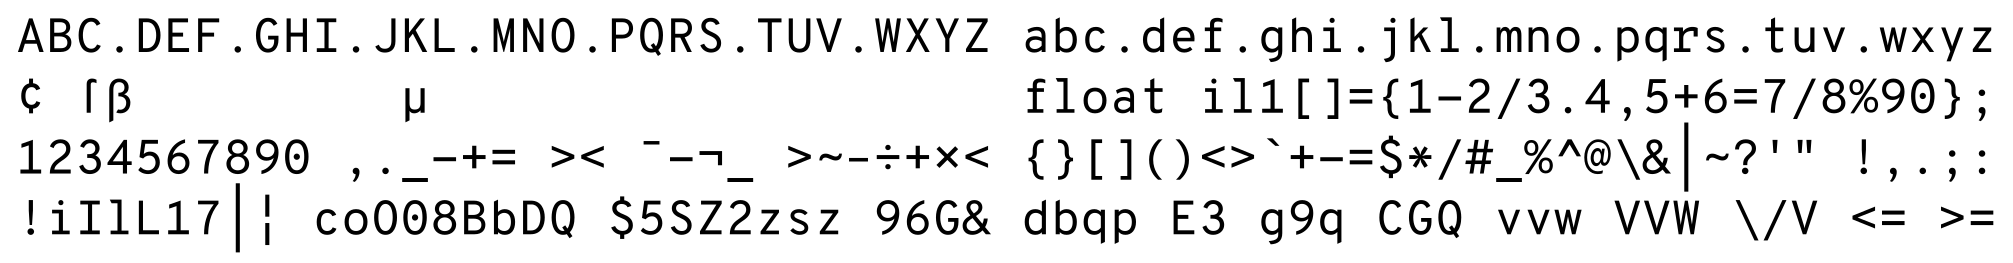 ABC.DEF.GHI.JKL.MNO.PQRS.TUV.WXYZ abc.def.ghi.jkl.mno.pqrs.tuv.wxyz
¢ ⌈β µ float il1[]={1-2/3.4,5+6=7/8%90};
1234567890 ,._-+= >< ¯-¬_ >~-÷+×< {}[]()<>`+-=$*/#_%^@\&|~?'" !,.;:
!iIlL17|¦ coO08BbDQ $5SZ2zsz 96G& dbqp E3 g9q CGQ vvw VVW \/V <= >=